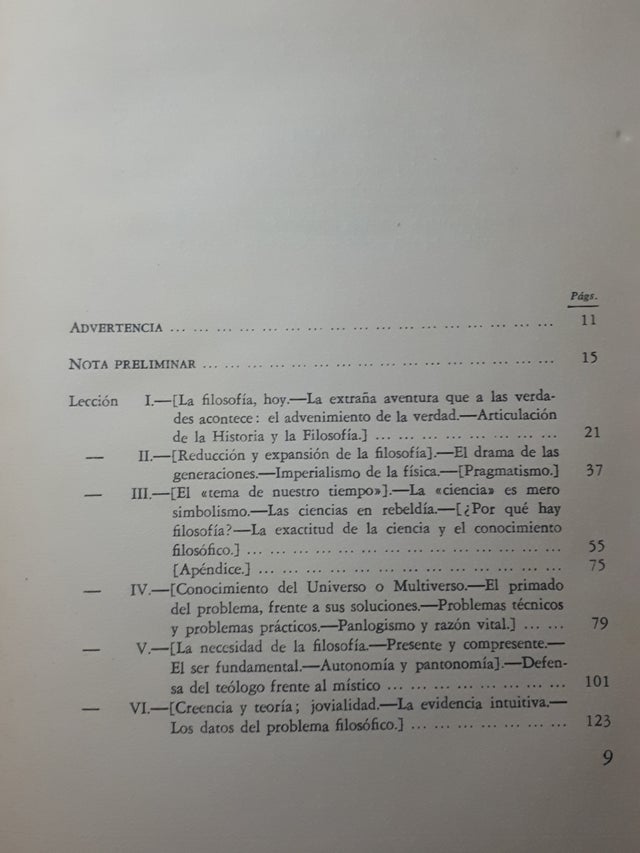 Págs.
ADVERTENCIA ... ... ... ... ... ... ... ... ... ... ... ... ... ... ... ... 11
NOTA PRELIMINAR ... ... ... ... ... ... ... ... ... ... ... ... ... ... ... 15
Lección I.—[La filosofía, hoy.—La extraña aventura que a las verda-
des acontece: el advenimiento de la verdad.—Articulación
de la Historia y la Filosofía.] ... ... ... ... ... ... ... ... ... 21
— II.—[Reducción y expansión de la filosofía].—El drama de las
generaciones.—Imperialismo de la física.—[Pragmatismo.] 37
— III.—[El «tema de nuestro tiempo»].—La «ciencia» es mero
simbolismo.—Las ciencias en rebeldía.—[¿Por qué hay
filosofía?—La exactitud de la ciencia y el conocimiento
filosófico.] ... ... ... ... ... ... ... ... ... ... ... ... ... ... 55
[Apéndice.] ... ... ... ... ... ... ... ... ... ... ... ... ... ... 75
— IV.—[Conocimiento del Universo o Multiverso.—El primado
del problema, frente a sus soluciones.—Problemas técnicos
y problemas prácticos.—Panlogismo y razón vital.] ... ... 79
— V.—[La necesidad de la filosofía.—Presente y compresente.—
El ser fundamental.—Autonomía y pantonomía].—Defen-
sa del teólogo frente al místico ... ... ... ... ... ... ... ... 101
— VI.—[Creencia y teoría; jovialidad.—La evidencia intuitiva.—
Los datos del problema filosófico.] ... ... ... ... ... ... ... 123
9